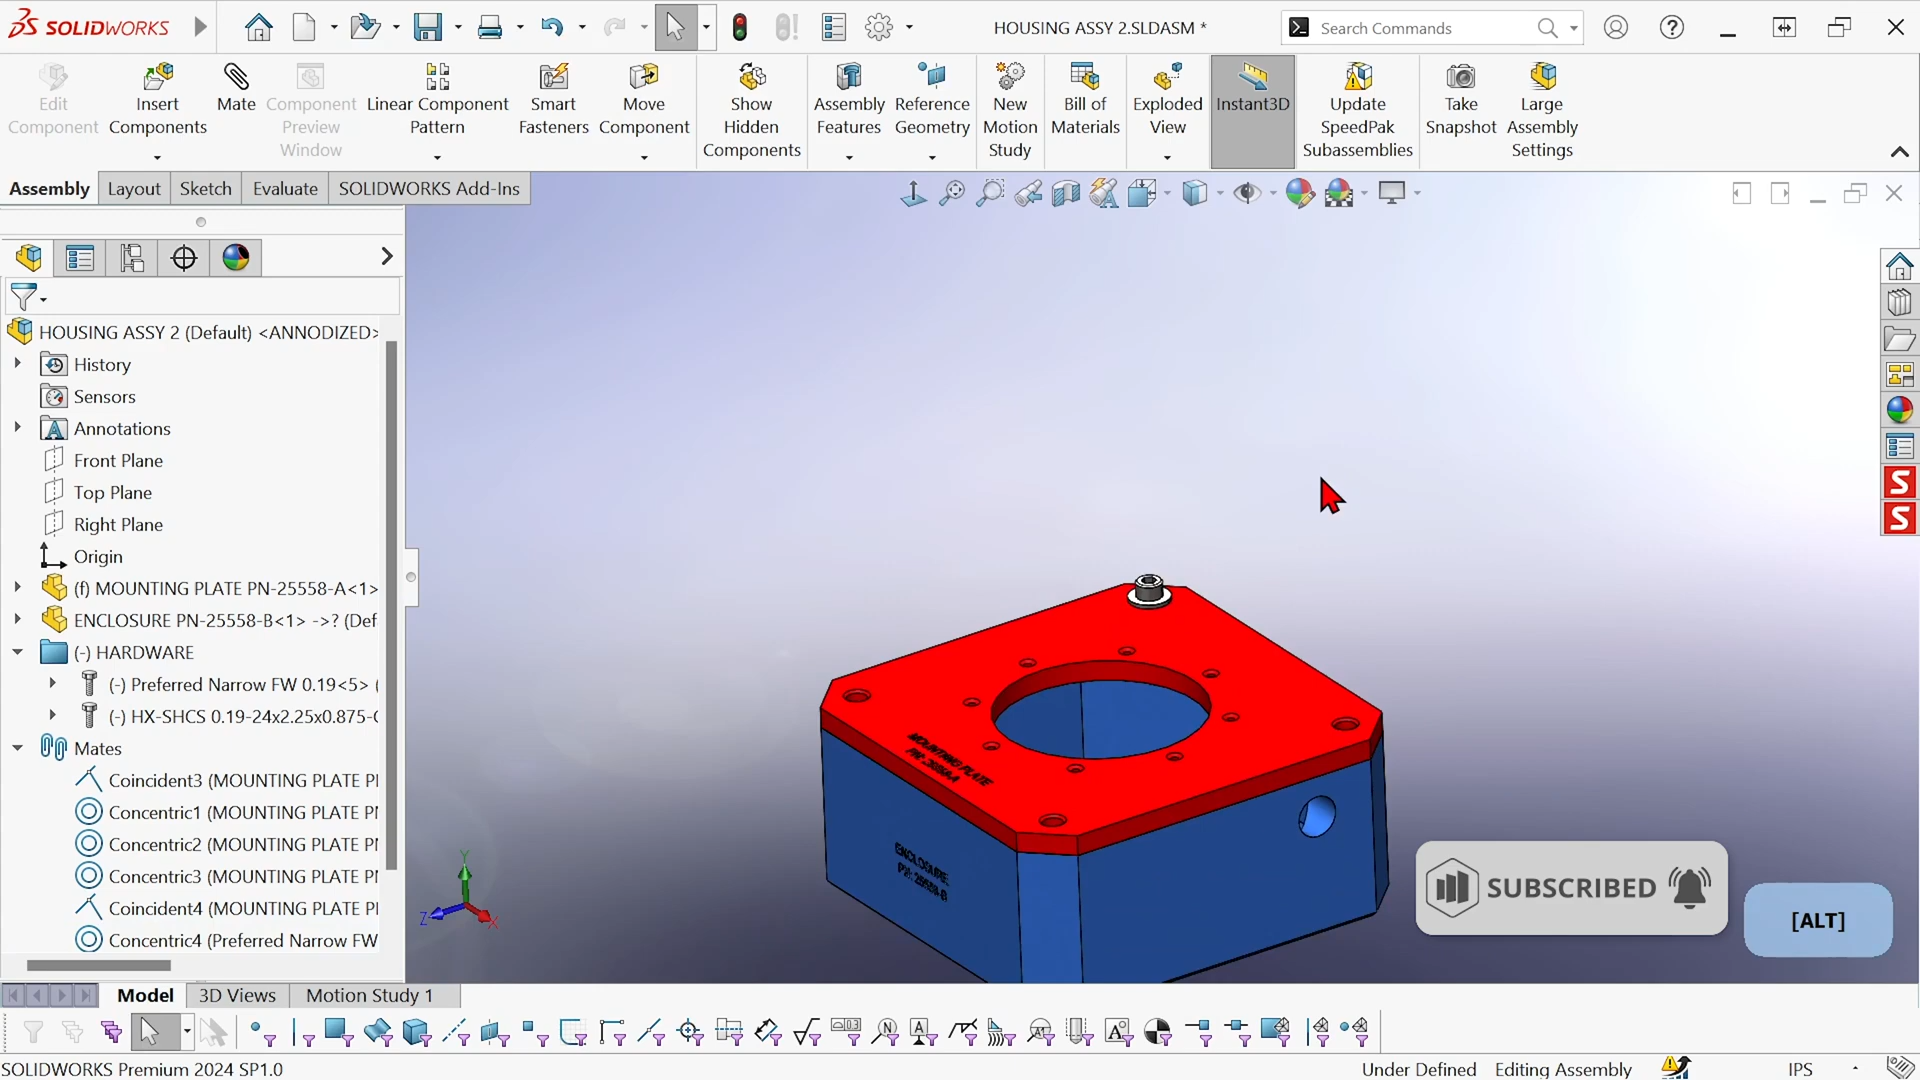 SOLIDWORKS
HOUSING ASSY 2.SLDASM *
Search Commands
Edit Component
Insert Components
Mate
Component Preview Window
Linear Component Pattern
Smart Fasteners
Move Component
Show Hidden Components
Assembly Features
Reference Geometry
New Motion Study
Bill of Materials
Exploded View
Instant3D
Update SpeedPak Subassemblies
Take Snapshot
Large Assembly Settings
Assembly
Layout
Sketch
Evaluate
SOLIDWORKS Add-Ins
HOUSING ASSY 2 (Default) <ANNODIZED>
History
Sensors
Annotations
Front Plane
Top Plane
Right Plane
Origin
(f) MOUNTING PLATE PN-25558-A<1>
ENCLOSURE PN-25558-B<1> ->? (Def
(-) HARDWARE
(-) Preferred Narrow FW 0.19<5> (
(-) HX-SHCS 0.19-24x2.25x0.875-
Mates
Coincident3 (MOUNTING PLATE
Concentric1 (MOUNTING PLATE
Concentric2 (MOUNTING PLATE
Concentric3 (MOUNTING PLATE
Coincident4 (MOUNTING PLATE
Concentric4 (Preferred Narrow FW
MOUNTING PLATE
ENCLOSURE
Y
Z
X
SUBSCRIBED
[ALT]
Model
3D Views
Motion Study 1
SOLIDWORKS Premium 2024 SP1.0
Under Defined
Editing Assembly
IPS